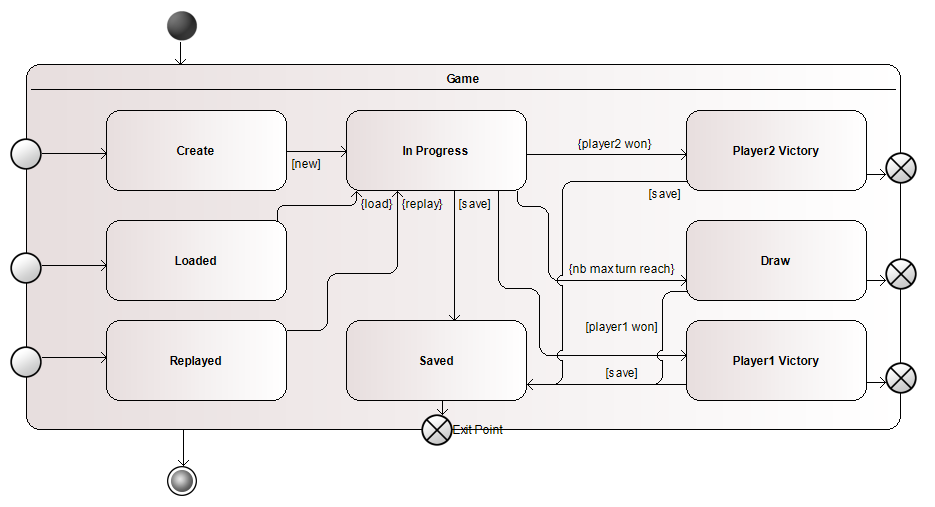 Game
Create
[new]
In Progress
{player2 won}
Player2 Victory
{load}
{replay}
[save]
[save]
Loaded
{nb max turn reach}
Draw
[player1 won]
Replayed
Saved
[save]
Player1 Victory
Exit Point